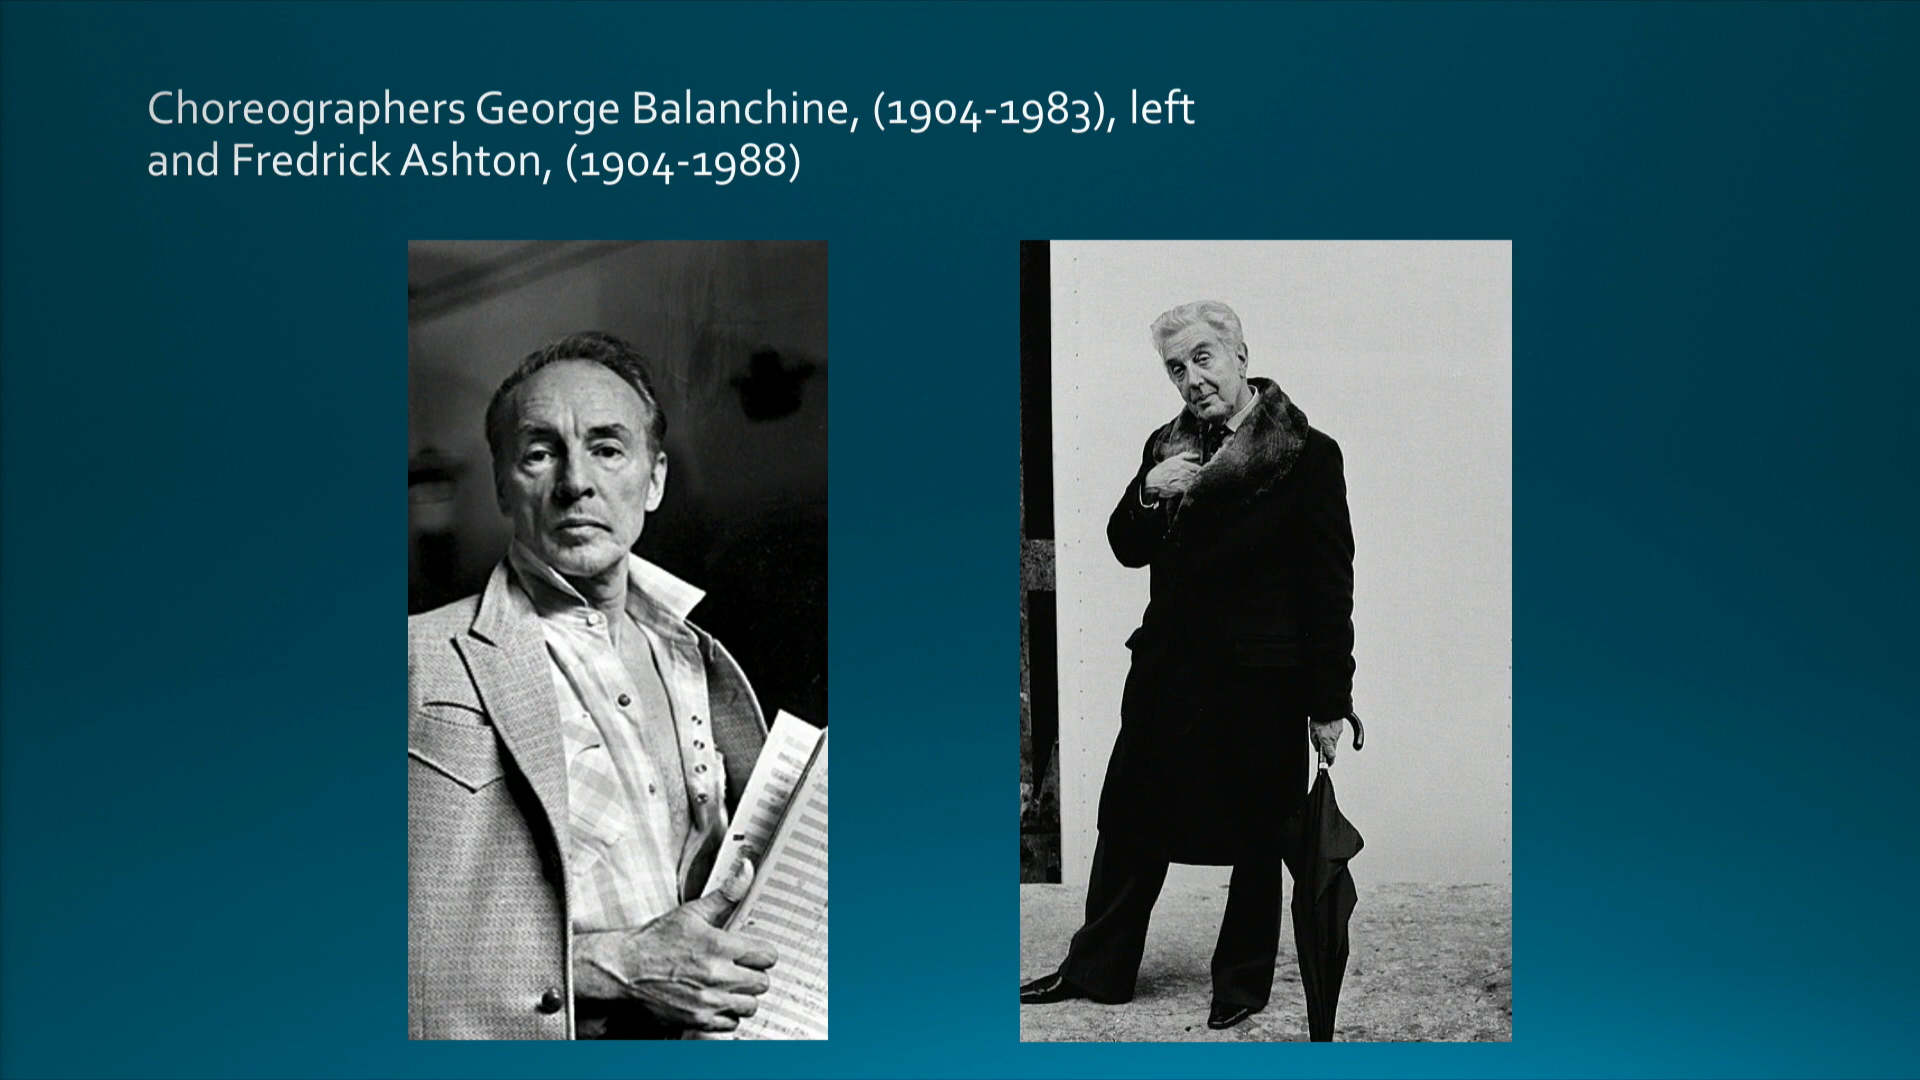 Choreographers George Balanchine, (1904-1983), left
and Fredrick Ashton, (1904-1988)